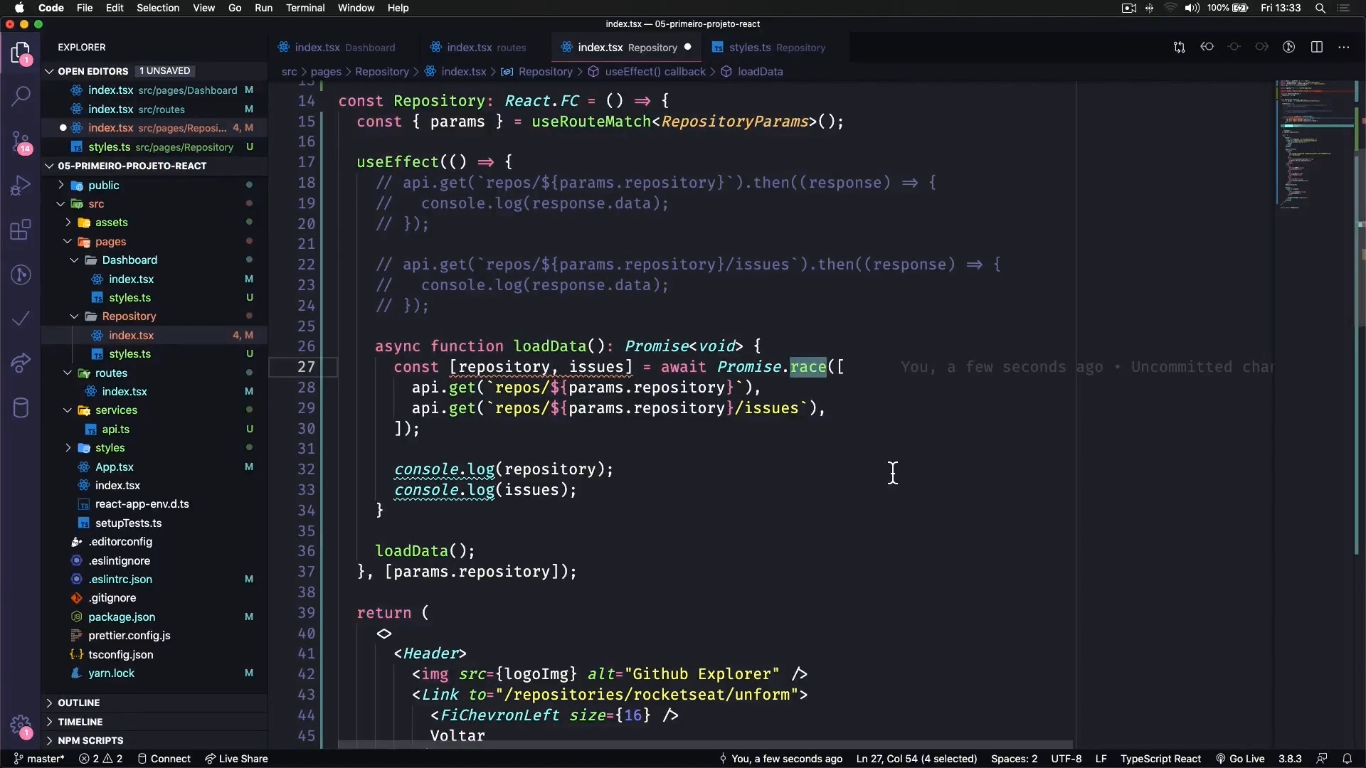 Code File Edit Selection View Go Run Terminal Window Help 100% Fri 13:33
index.tsx — 05-primeiro-projeto-react
EXPLORER
index.tsx Dashboard index.tsx routes index.tsx Repository styles.ts Repository
1
OPEN EDITORS 1 UNSAVED
src > pages > Repository > index.tsx > Repository > useEffect() callback > loadData
index.tsx src/pages/Dashboard M
index.tsx src/routes M
index.tsx src/pages/Reposi... 4, M
styles.ts src/pages/Repository U
14
05-PRIMEIRO-PROJETO-REACT
public
src
assets
pages
Dashboard
index.tsx M
styles.ts U
Repository
index.tsx 4, M
styles.ts U
routes
index.tsx U
services
api.ts U
styles
App.tsx M
index.tsx
react-app-env.d.ts
setupTests.ts
.editorconfig
.eslintignore
.eslintrc.json M
.gitignore
package.json M
prettier.config.js
tsconfig.json
yarn.lock M
OUTLINE
TIMELINE
NPM SCRIPTS
1
14 const Repository: React.FC = () => {
15 const { params } = useRouteMatch<RepositoryParams>();
16
17 useEffect(() => {
18 // api.get(`repos/${params.repository}`).then((response) => {
19 //   console.log(response.data);
20 // });
21
22 // api.get(`repos/${params.repository}/issues`).then((response) => {
23 //   console.log(response.data);
24 // });
25
26 async function loadData(): Promise<void> {
27 const [repository, issues] = await Promise.race([ You, a few seconds ago • Uncommitted
28 api.get(`repos/${params.repository}`),
29 api.get(`repos/${params.repository}/issues`),
30 ]);
31
32 console.log(repository);
33 console.log(issues);
34 }
35
36 loadData();
37 }, [params.repository]);
38
39 return (
40 <>
41 <Header>
42 <img src={logoImg} alt="Github Explorer" />
43 <Link to="/repositories/rocketseat/unform">
44 <FiChevronLeft size={16} />
45 Voltar
master* 2 2 Connect Live Share You, a few seconds ago Ln 27, Col 54 (4 selected) Spaces: 2 UTF-8 LF TypeScript React Go Live 3.8.3